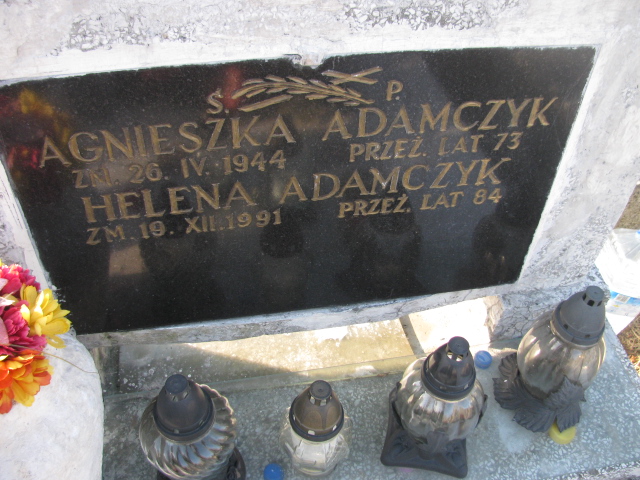 Ś. P.
AGNIESZKA ADAMCZYK
ZM. 26. IV. 1944 PRZEŻ. LAT 73
HELENA ADAMCZYK
ZM. 19. XII. 1991 PRZEŻ. LAT 84